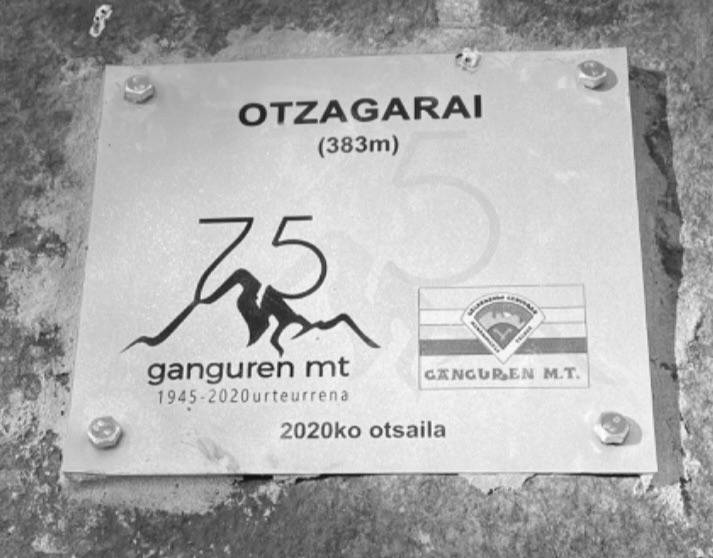 OTZAGARAI
(383m)
75
ganguren mt
1945-2020urteurrena
GANGUREN M.T.
2020ko otsaila